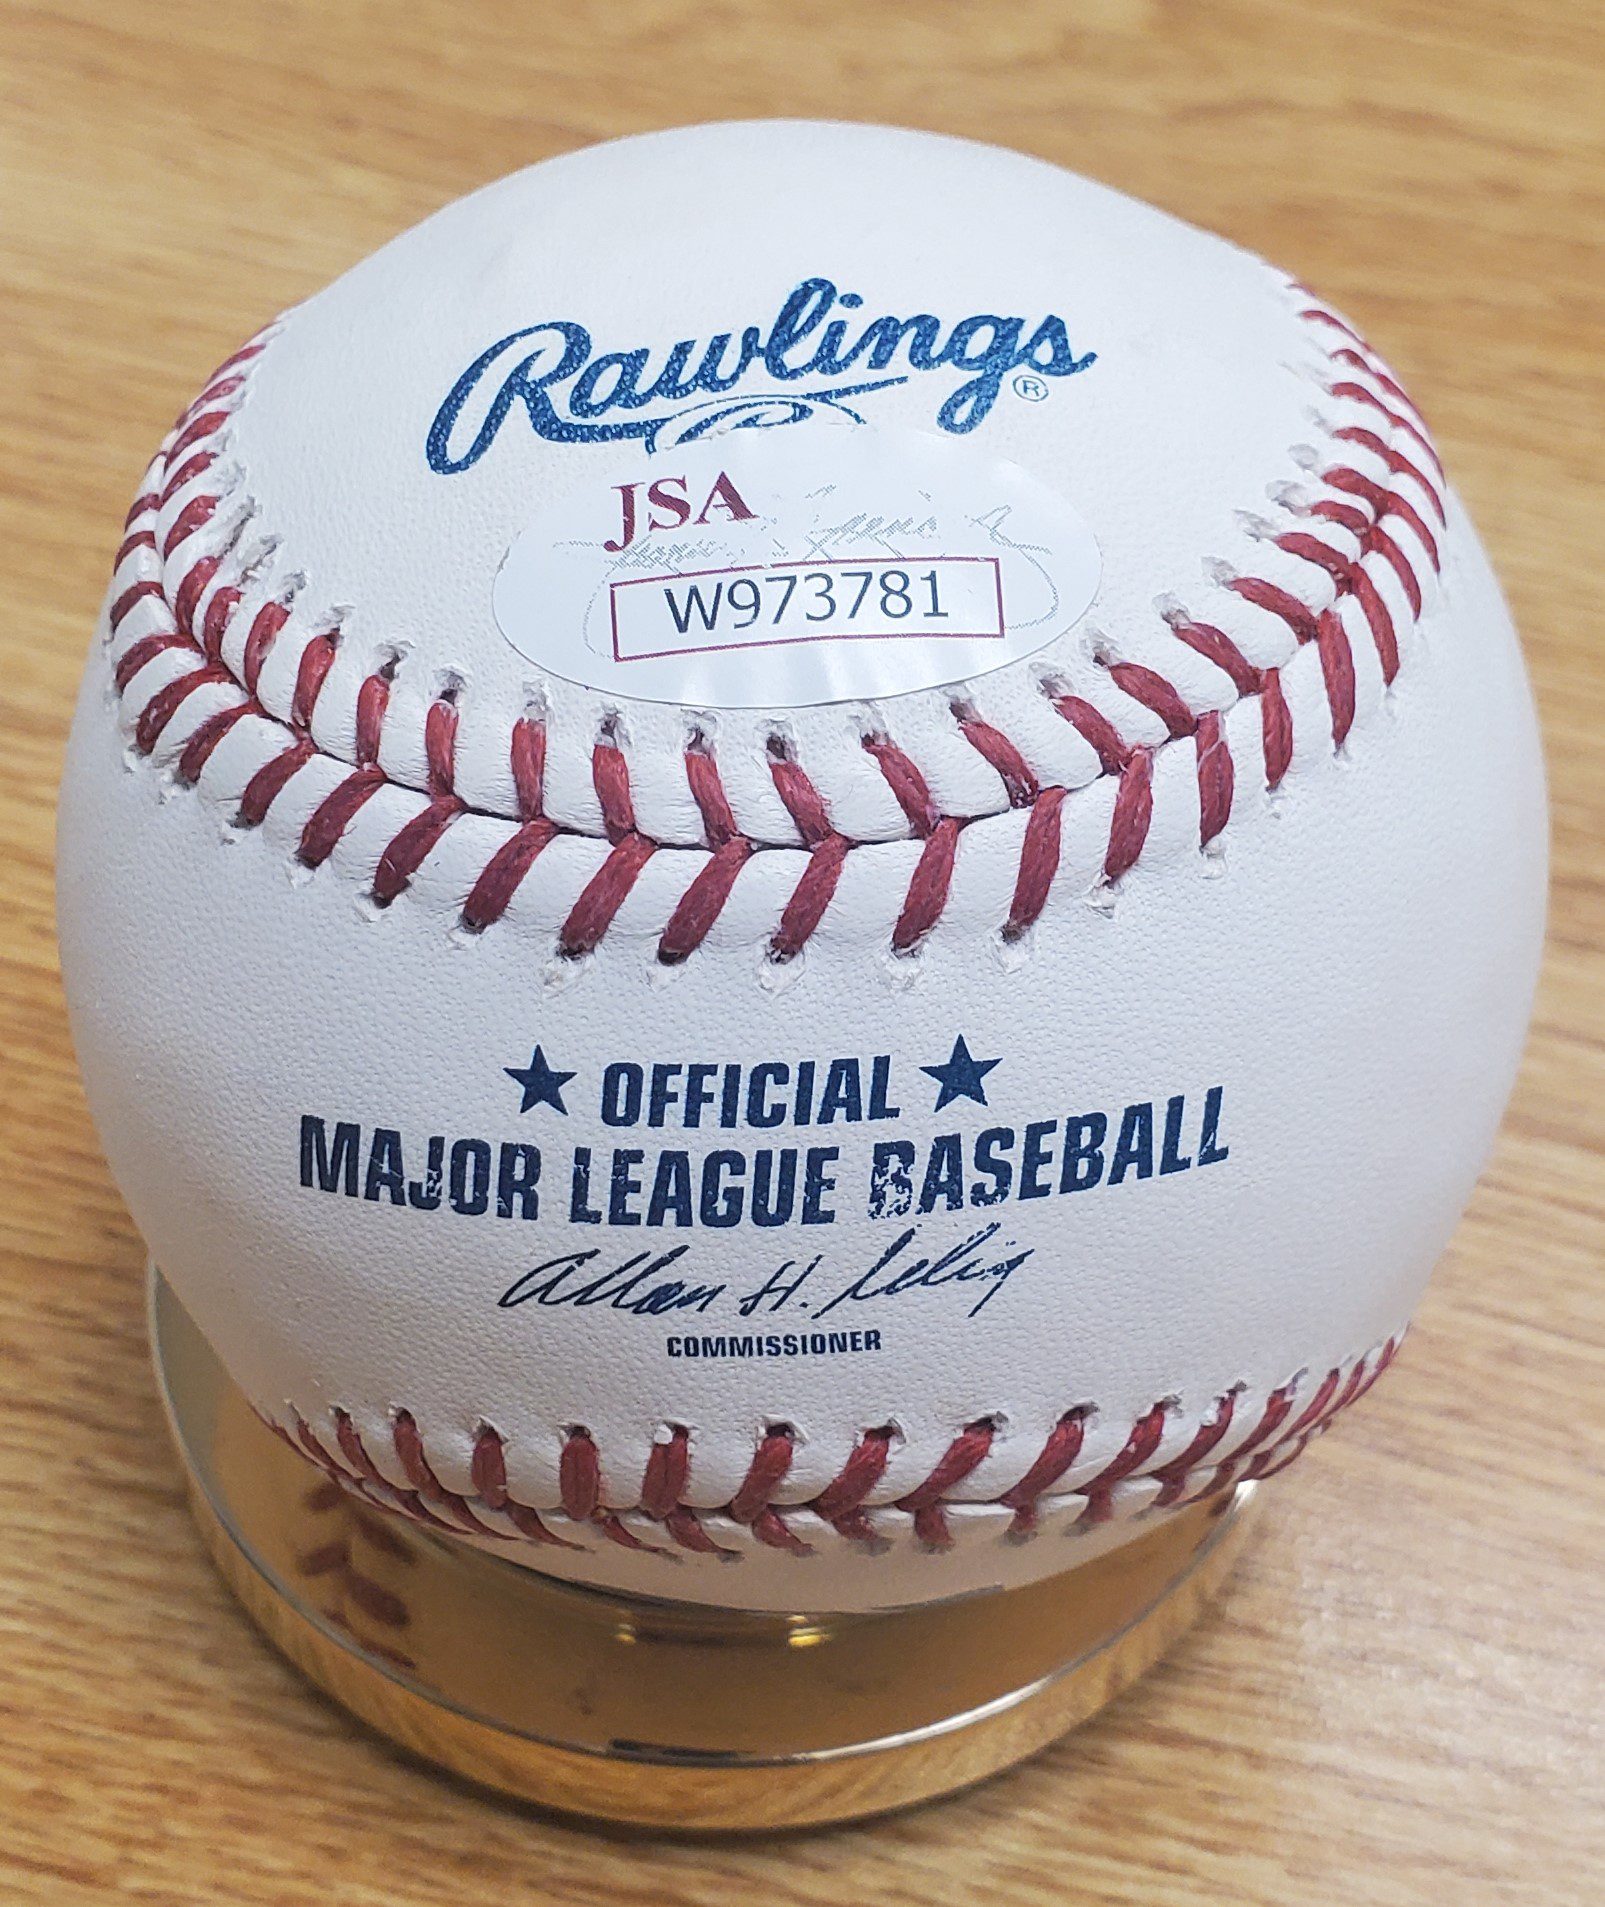 Rawlings®
JSA
W973781
★ OFFICIAL ★
MAJOR LEAGUE BASEBALL
Allan H. Selig
COMMISSIONER